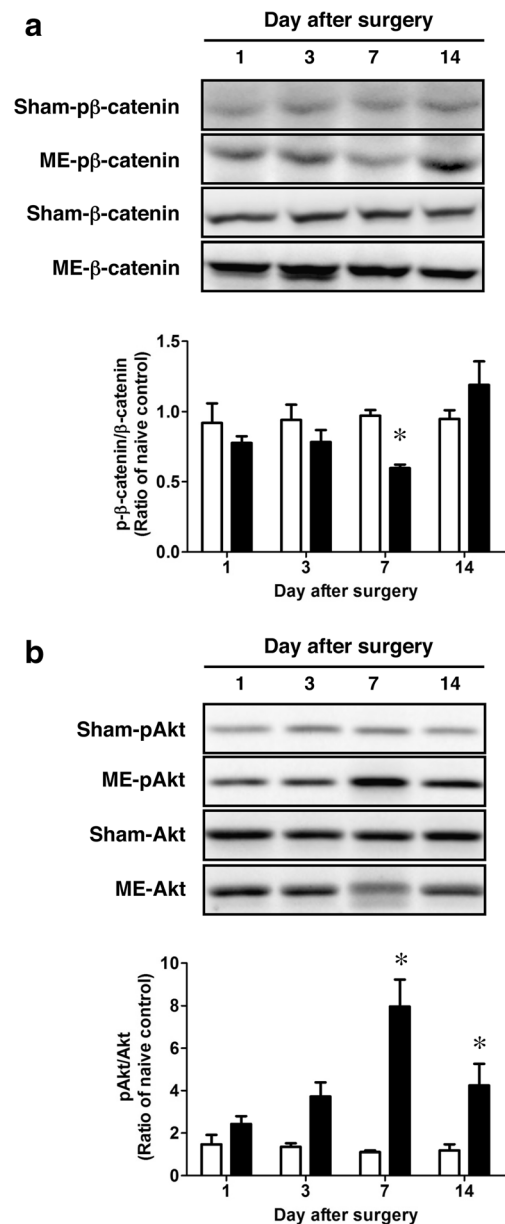 a
Day after surgery
1 3 7 14
Sham-pβ-catenin
ME-pβ-catenin
Sham-β-catenin
ME-β-catenin
p-β-catenin/β-catenin
(Ratio of naive control)
1.5
1.0
0.5
0.0
*
1 3 7 14
Day after surgery
b
Day after surgery
1 3 7 14
Sham-pAkt
ME-pAkt
Sham-Akt
ME-Akt
pAkt/Akt
(Ratio of naive control)
10
8
6
4
2
0
*
*
1 3 7 14
Day after surgery